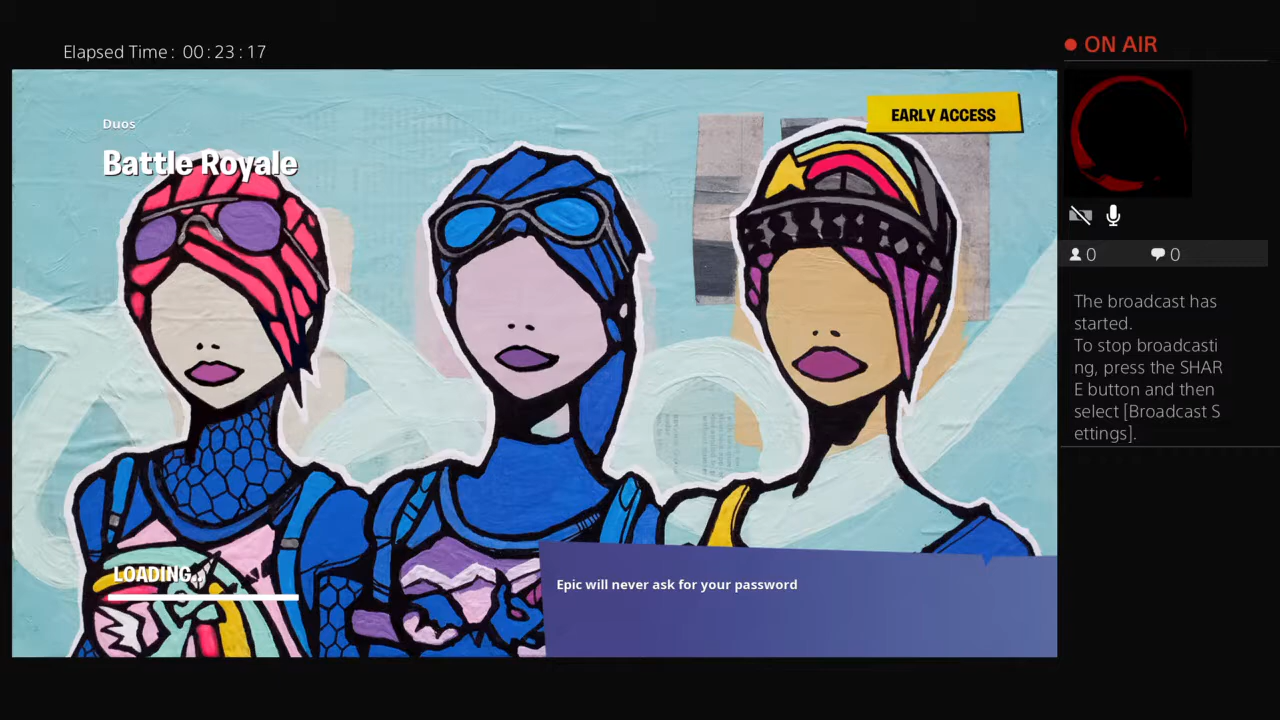 Elapsed Time: 00:23:17
ON AIR
Duos
Battle Royale
EARLY ACCESS
0 0
The broadcast has
started.
To stop broadcasti
ng, press the SHAR
E button and then
select [Broadcast S
ettings].
LOADING
Epic will never ask for your password